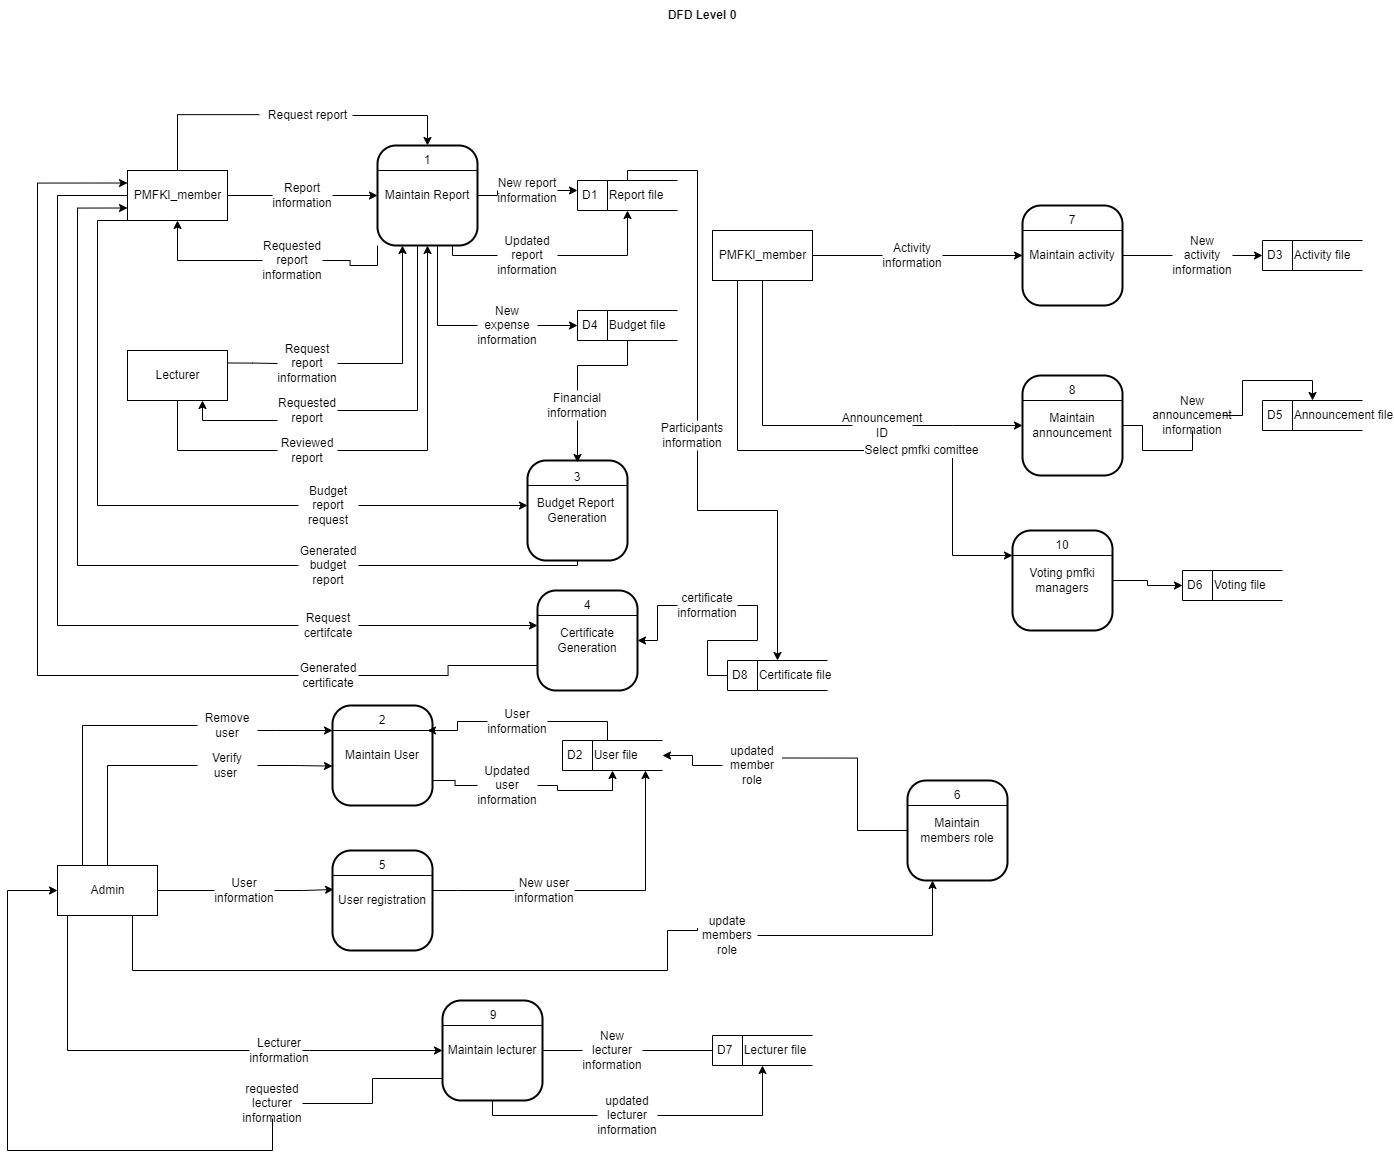 DFD Level 0
Request report
1
PMFKI_member
Report
information
Maintain Report
New report
information
D1
Report file
Requested
report
information
Updated
report
information
PMFKI_member
Activity
information
7
Maintain activity
New
activity
information
D3
Activity file
New
expense
information
D4
Budget file
Lecturer
Request
report
information
Requested
report
Reviewed
report
Financial
information
Participants
information
8
Maintain
announcement
Announcement
ID
Select pmfki comittee
New
announcement
information
D5
Announcement file
3
Budget Report
Generation
Budget
report
request
Generated
budget
report
10
Voting pmfki
managers
D6
Voting file
4
Certificate
Generation
certificate
information
Request
certifcate
Generated
certificate
D8
Certificate file
Remove
user
Verify
user
2
Maintain User
User
information
D2
User file
Updated
user
information
updated
member
role
6
Maintain
members role
Admin
User
information
5
User registration
New user
information
update
members
role
9
Maintain lecturer
Lecturer
information
New
lecturer
information
D7
Lecturer file
requested
lecturer
information
updated
lecturer
information